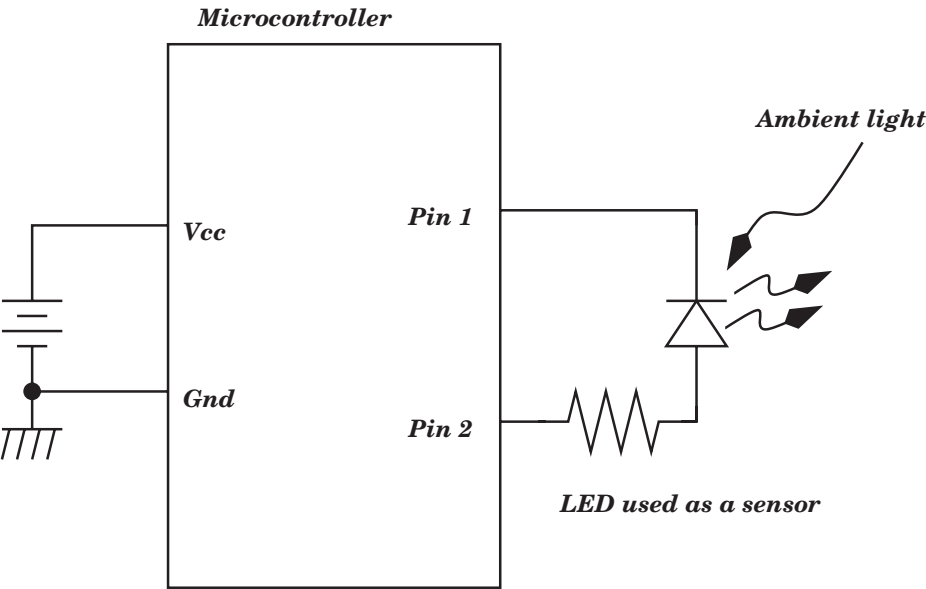 Microcontroller
Ambient light
Pin 1
Vcc
Gnd
Pin 2
LED used as a sensor